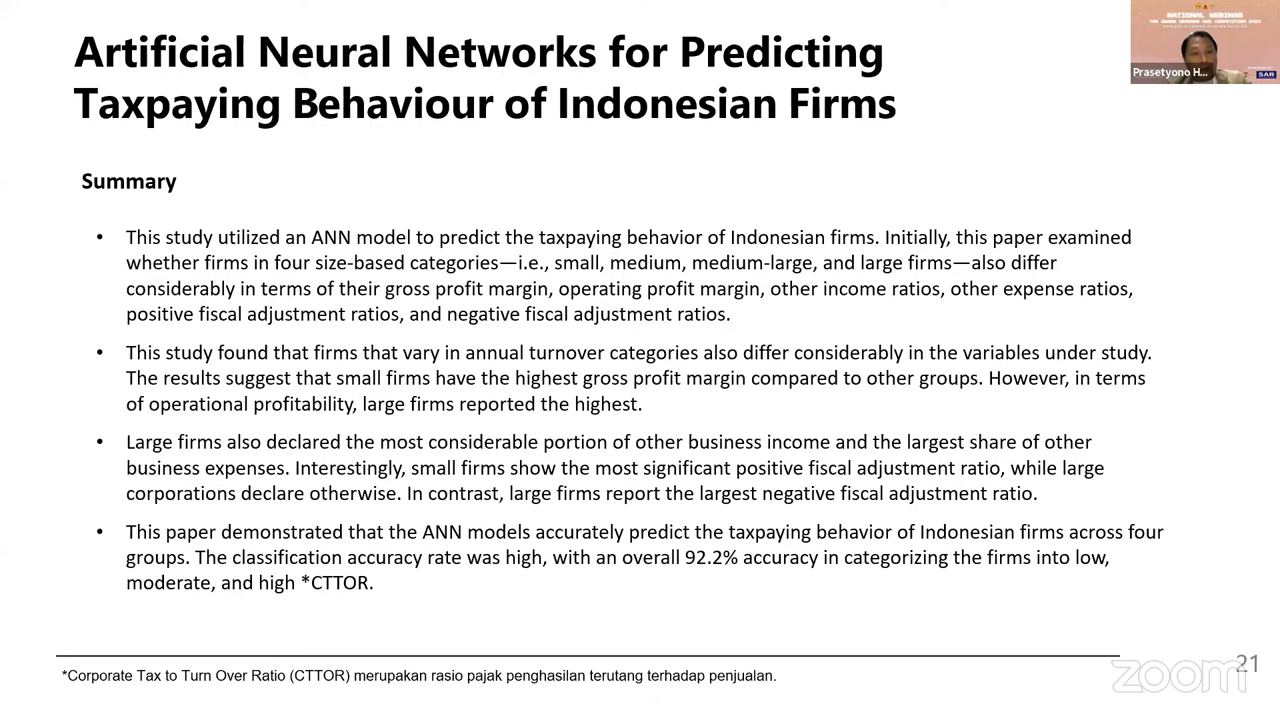 Artificial Neural Networks for Predicting
Taxpaying Behaviour of Indonesian Firms
NATIONAL WEBINAR
Prasetyono H...
SAR
Summary
• This study utilized an ANN model to predict the taxpaying behavior of Indonesian firms. Initially, this paper examined
whether firms in four size-based categories—i.e., small, medium, medium-large, and large firms—also differ
considerably in terms of their gross profit margin, operating profit margin, other income ratios, other expense ratios,
positive fiscal adjustment ratios, and negative fiscal adjustment ratios.
• This study found that firms that vary in annual turnover categories also differ considerably in the variables under study.
The results suggest that small firms have the highest gross profit margin compared to other groups. However, in terms
of operational profitability, large firms reported the highest.
• Large firms also declared the most considerable portion of other business income and the largest share of other
business expenses. Interestingly, small firms show the most significant positive fiscal adjustment ratio, while large
corporations declare otherwise. In contrast, large firms report the largest negative fiscal adjustment ratio.
• This paper demonstrated that the ANN models accurately predict the taxpaying behavior of Indonesian firms across four
groups. The classification accuracy rate was high, with an overall 92.2% accuracy in categorizing the firms into low,
moderate, and high *CTTOR.
*Corporate Tax to Turn Over Ratio (CTTOR) merupakan rasio pajak penghasilan terutang terhadap penjualan.
21
zoom